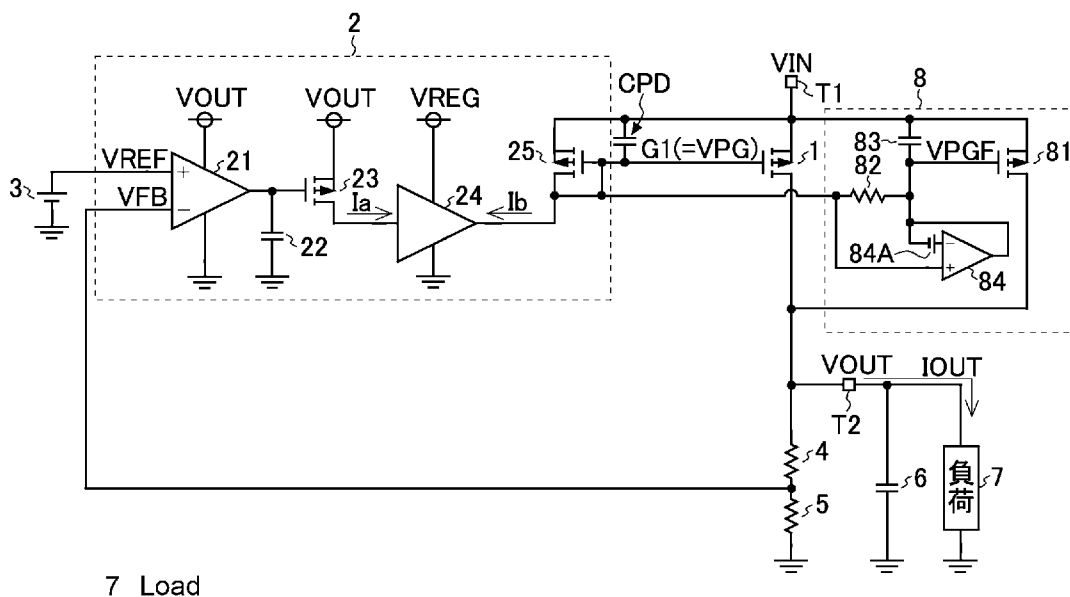 2
VIN
T1
CPD
8
VOUT
VOUT
VREG
21
VREF
3
VFB
23
24
Ia
Ib
22
25
G1(=VPG)
1
83
VPGF
81
82
84A
84
VOUT
IOUT
T2
4
5
6
負荷
7
7 Load